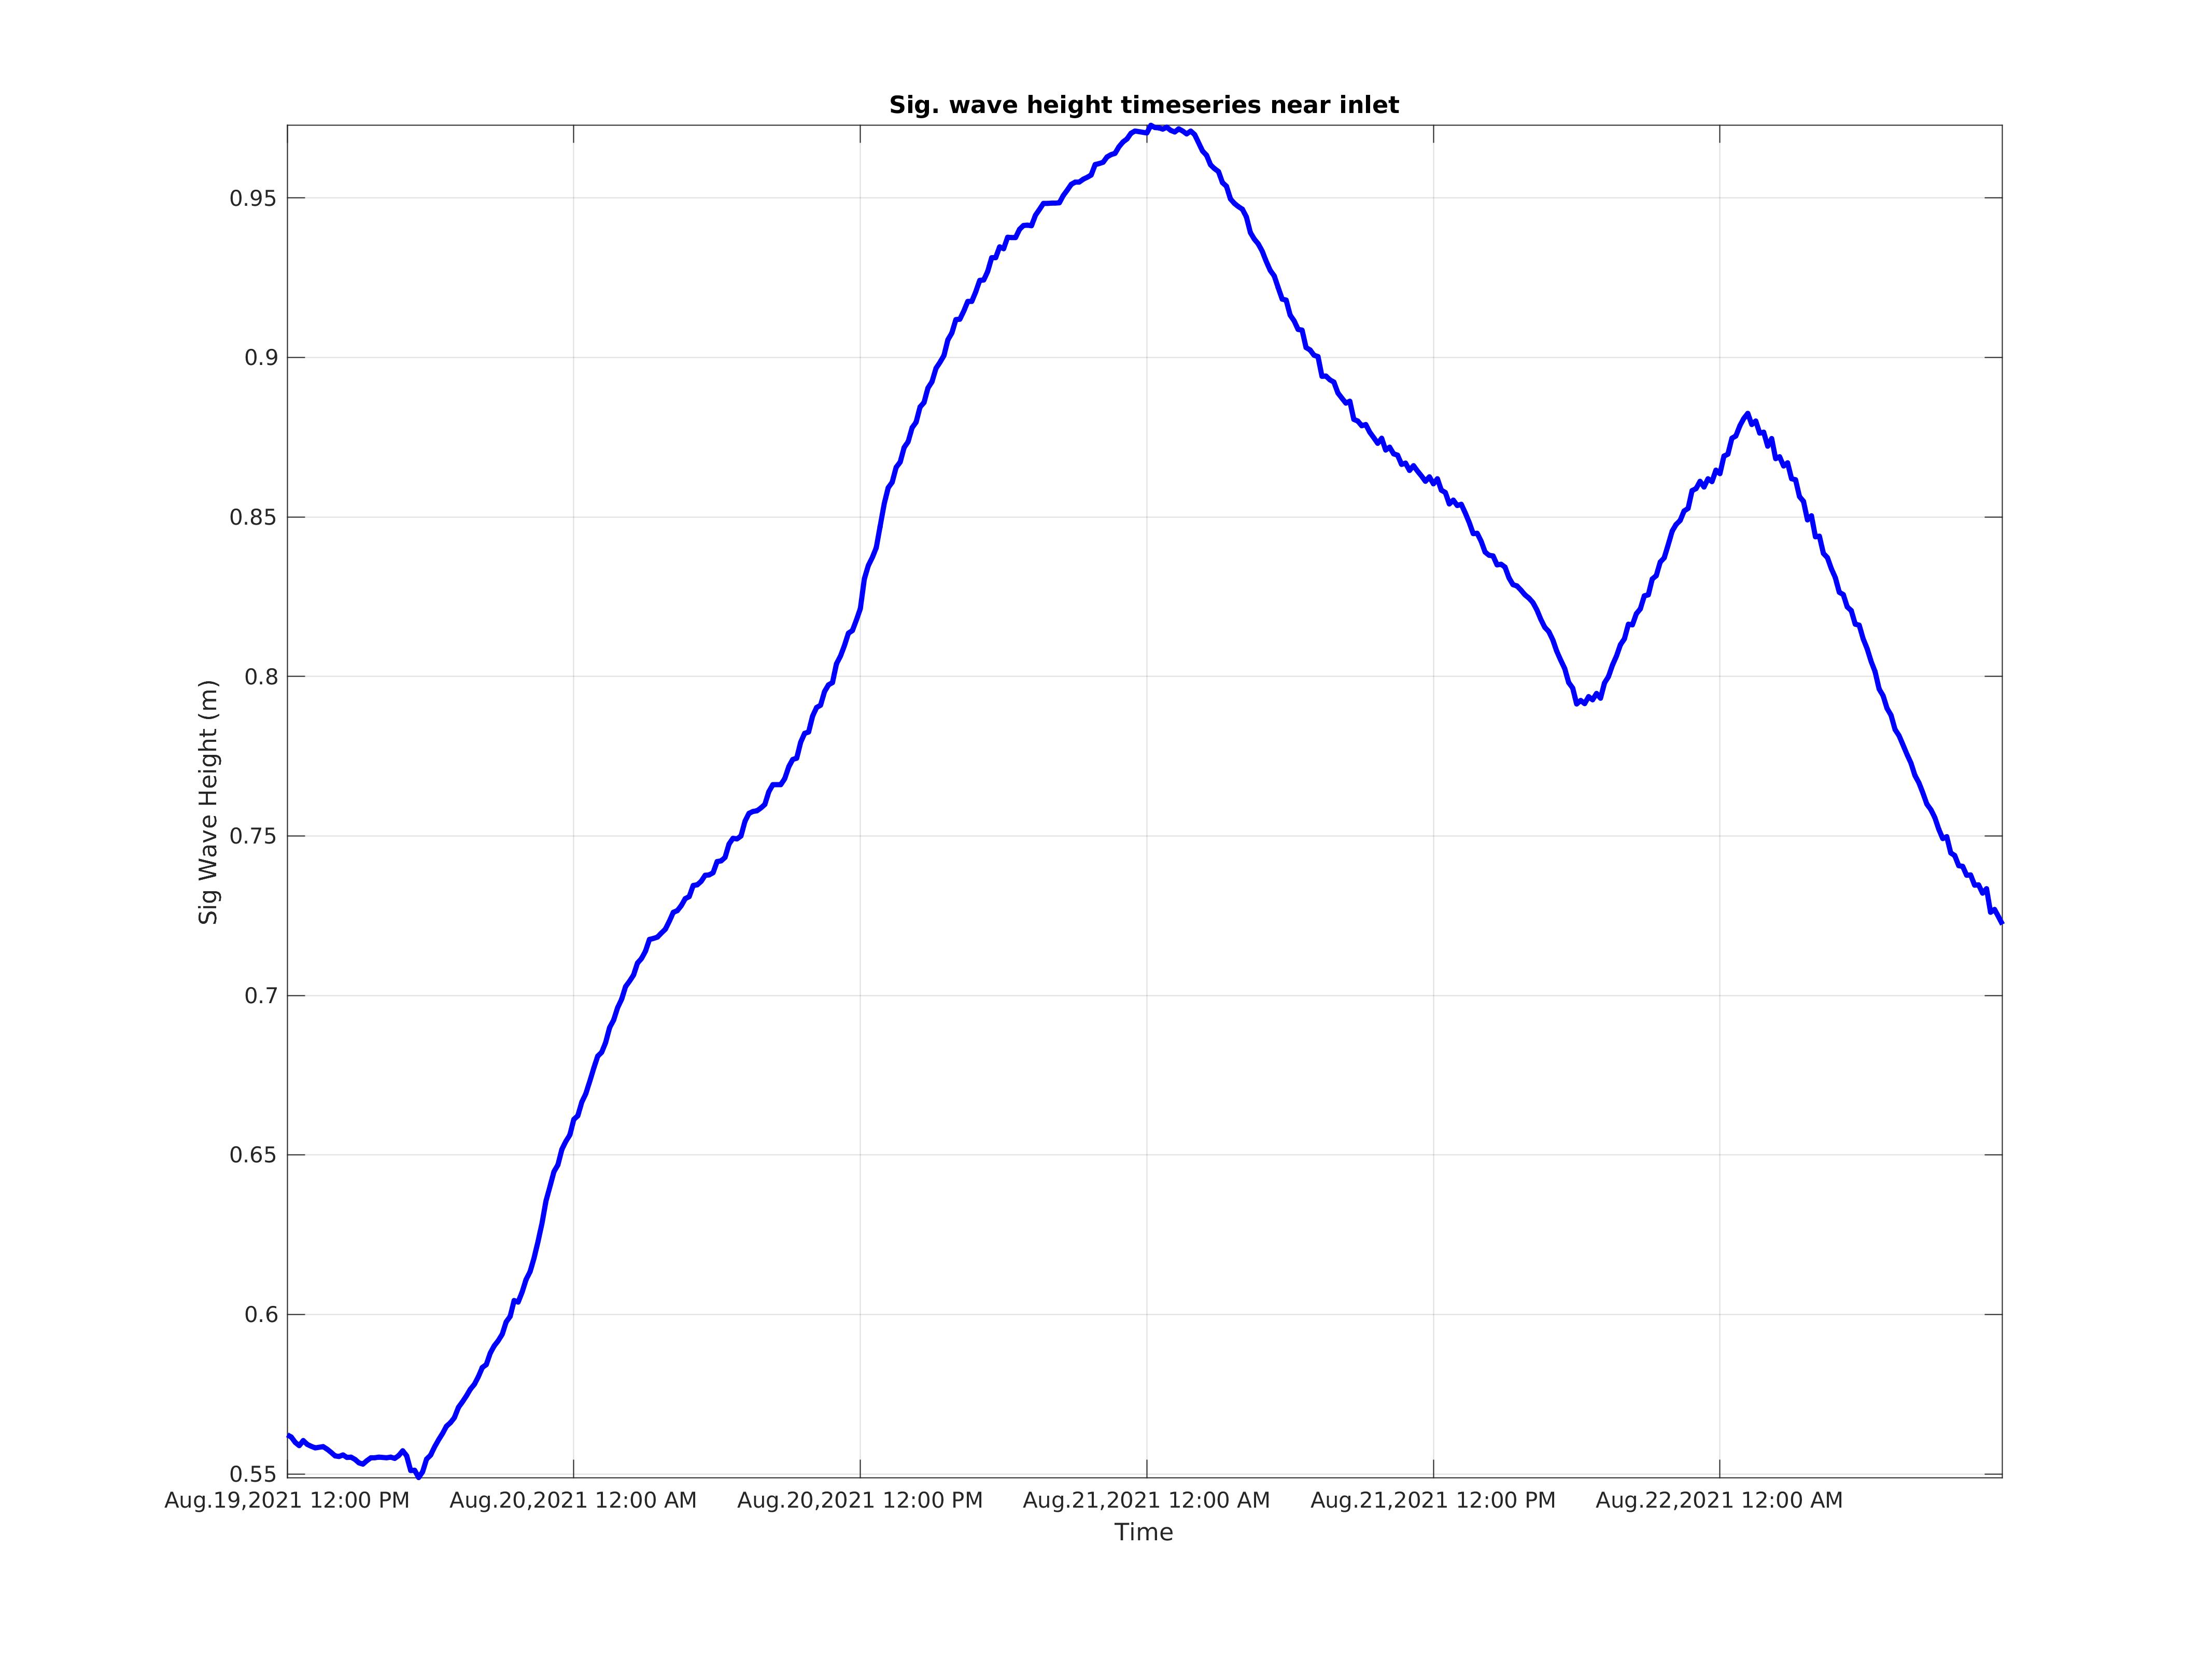 Sig. wave height timeseries near inlet
0.95
0.9
0.85
0.8
0.75
0.7
0.65
0.6
0.55
Sig Wave Height (m)
Aug.19,2021 12:00 PM Aug.20,2021 12:00 AM Aug.20,2021 12:00 PM Aug.21,2021 12:00 AM Aug.21,2021 12:00 PM Aug.22,2021 12:00 AM
Time